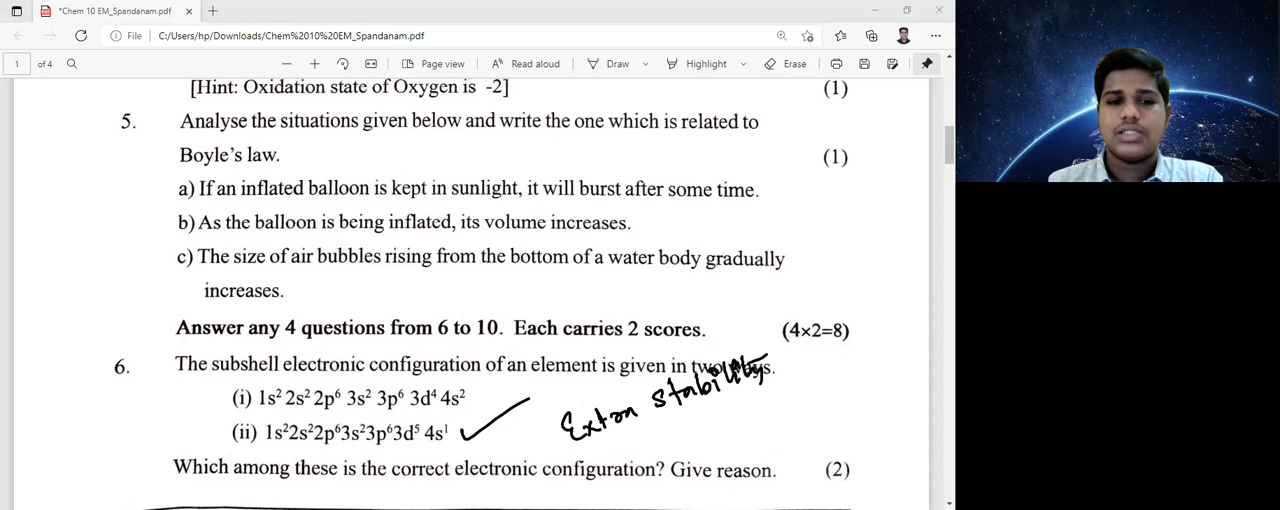 *Chem 10 EM_Spandanam.pdf
File C:/Users/hp/Downloads/Chem%2010%20EM_Spandanam.pdf
1 of 4 Page view Read aloud Draw Highlight Erase
[Hint: Oxidation state of Oxygen is -2] (1)
5. Analyse the situations given below and write the one which is related to
Boyle's law. (1)
a) If an inflated balloon is kept in sunlight, it will burst after some time.
b) As the balloon is being inflated, its volume increases.
c) The size of air bubbles rising from the bottom of a water body gradually
increases.
Answer any 4 questions from 6 to 10. Each carries 2 scores. (4×2=8)
6. The subshell electronic configuration of an element is given in two ways.
(i) 1s² 2s² 2p⁶ 3s² 3p⁶ 3d⁴ 4s²
Extra stability
(ii) 1s²2s²2p⁶3s²3p⁶3d⁵ 4s¹
Which among these is the correct electronic configuration? Give reason. (2)